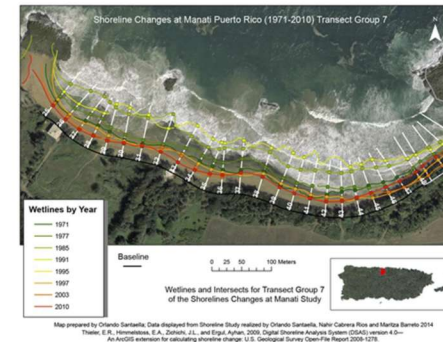 Shoreline Changes at Manatí Puerto Rico (1971-2010) Transect Group 7
N
Wetlines by Year
1971
1977
1985
1991
1995
1997
2003
2010
Baseline
0 25 50 100 Meters
Wetlines and Intersects for Transect Group 7
of the Shorelines Changes at Manatí Study
Map prepared by Orlando Santaella; Data displayed from Shoreline Study realized by Orlando Santaella, Nahir Cabrera Rios and Maritza Barreto 2014
Thieler, E.R., Himmelstoss, E.A., Zichichi, J.L., and Ergul, Ayhan, 2009, Digital Shoreline Analysis System (DSAS) version 4.0—
An ArcGIS extension for calculating shoreline change: U.S. Geological Survey Open-File Report 2008-1278.